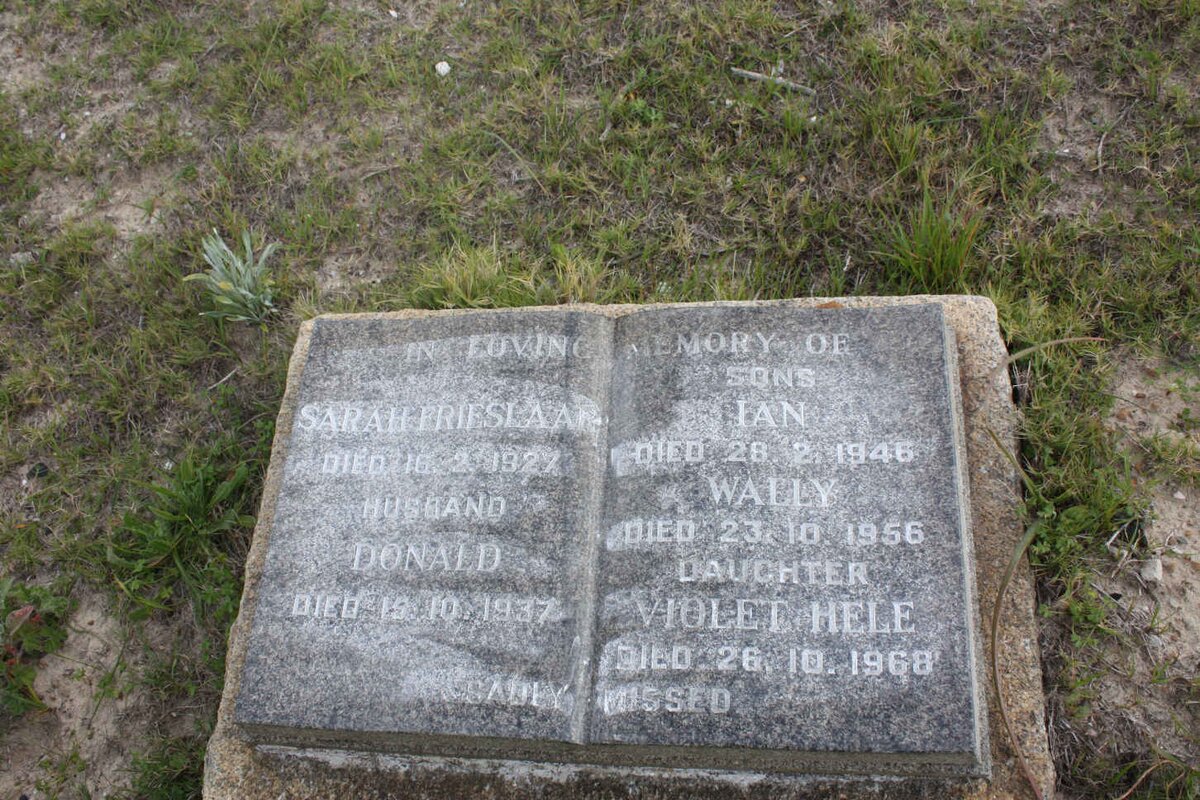 IN LOVING MEMORY OF
SARAH FRIESLAAR
DIED 16. 2. 1927
HUSBAND
DONALD
DIED 15. 10. 1937
SONS
IAN
DIED 28. 2. 1946
WALLY
DIED 23. 10. 1956
DAUGHTER
VIOLET HELE
DIED 26. 10. 1968
SADLY MISSED